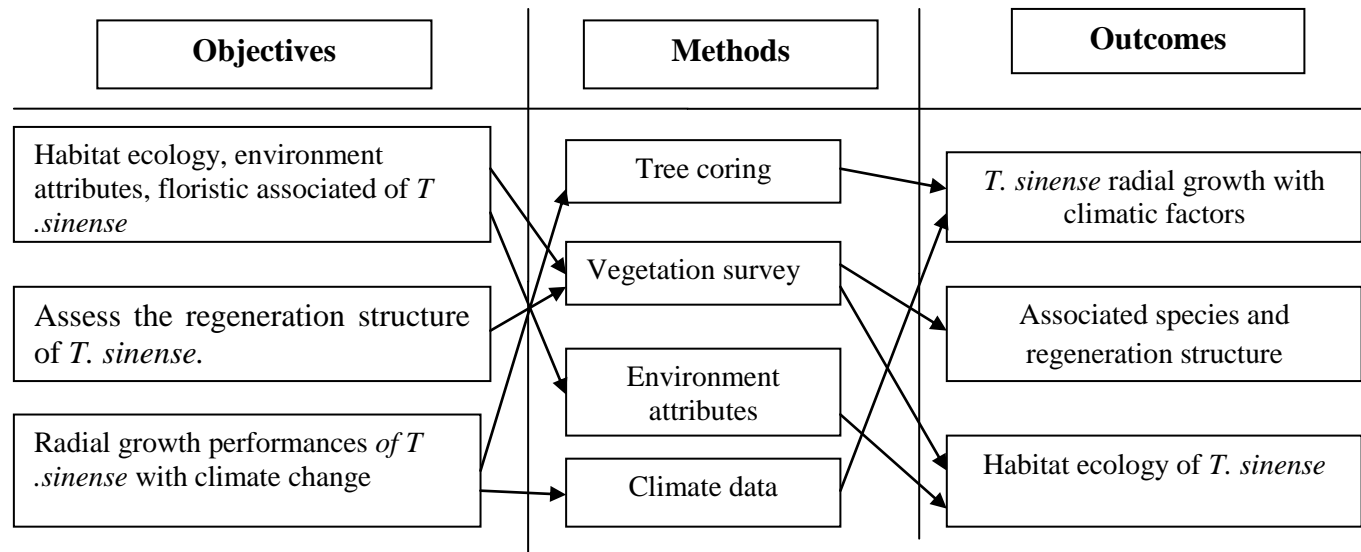 Objectives
Methods
Outcomes
Habitat ecology, environment
attributes, floristic associated of T
.sinense
Assess the regeneration structure
of T. sinense.
Radial growth performances of T
.sinense with climate change
Tree coring
Vegetation survey
Environment
attributes
Climate data
T. sinense radial growth with
climatic factors
Associated species and
regeneration structure
Habitat ecology of T. sinense